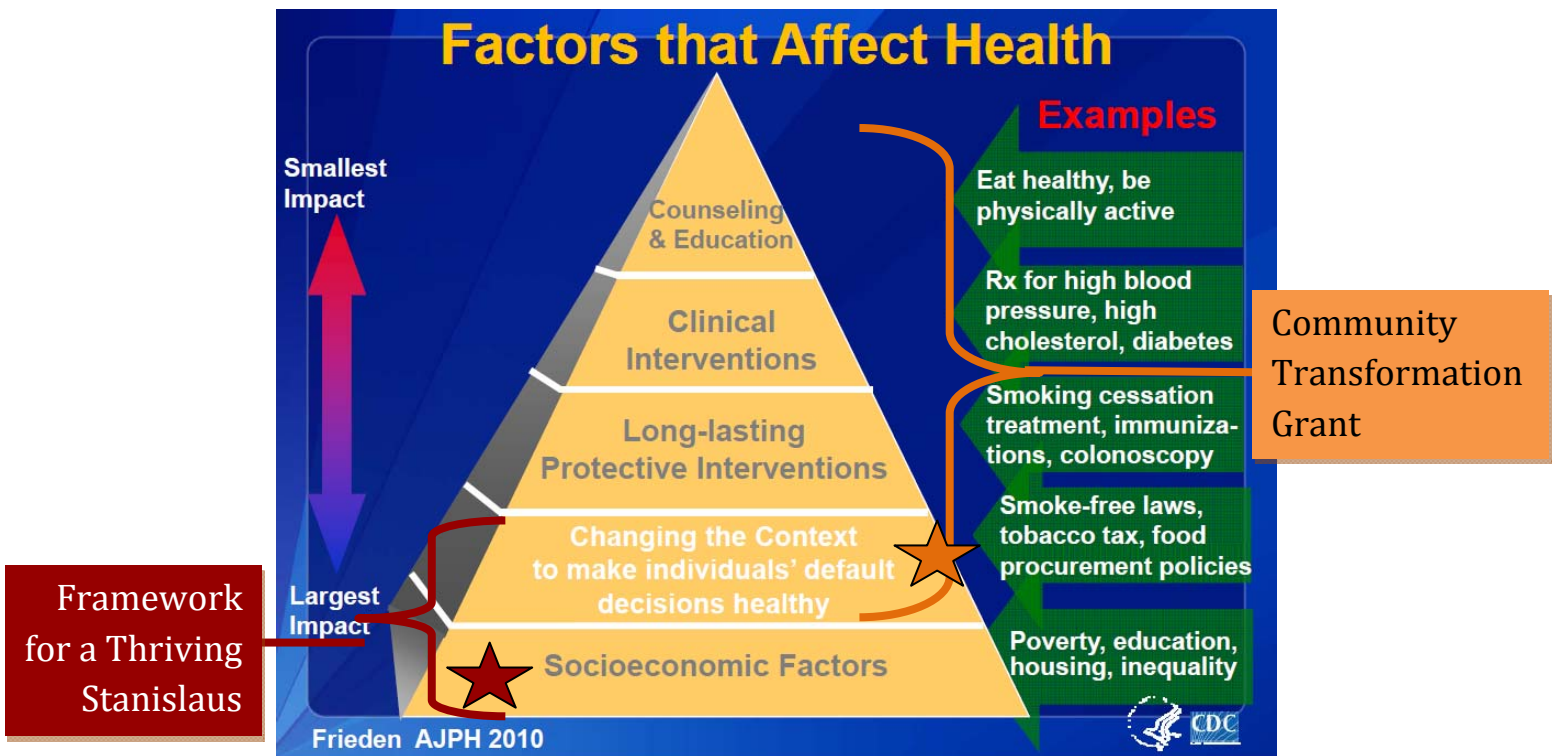 Factors that Affect Health
Smallest
Impact
Largest
Impact
Counseling
& Education
Clinical
Interventions
Long-lasting
Protective Interventions
Changing the Context
to make individuals' default
decisions healthy
Socioeconomic Factors
Examples
Eat healthy, be
physically active
Rx for high blood
pressure, high
cholesterol, diabetes
Smoking cessation
treatment, immuniza-
tions, colonoscopy
Smoke-free laws,
tobacco tax, food
procurement policies
Poverty, education,
housing, inequality
Community
Transformation
Grant
Framework
for a Thriving
Stanislaus
Frieden AJPH 2010
CDC